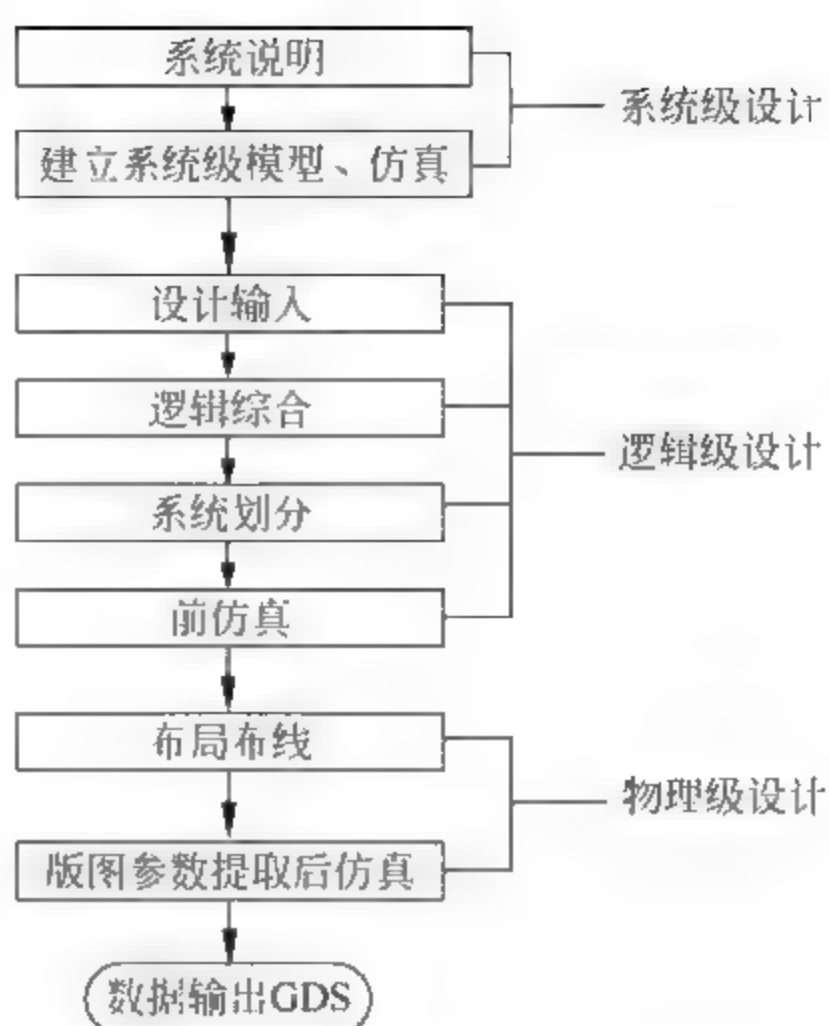 系统说明
系统级设计
建立系统级模型、仿真
设计输入
逻辑综合
逻辑级设计
系统划分
前仿真
布局布线
物理级设计
版图参数提取后仿真
数据输出GDS